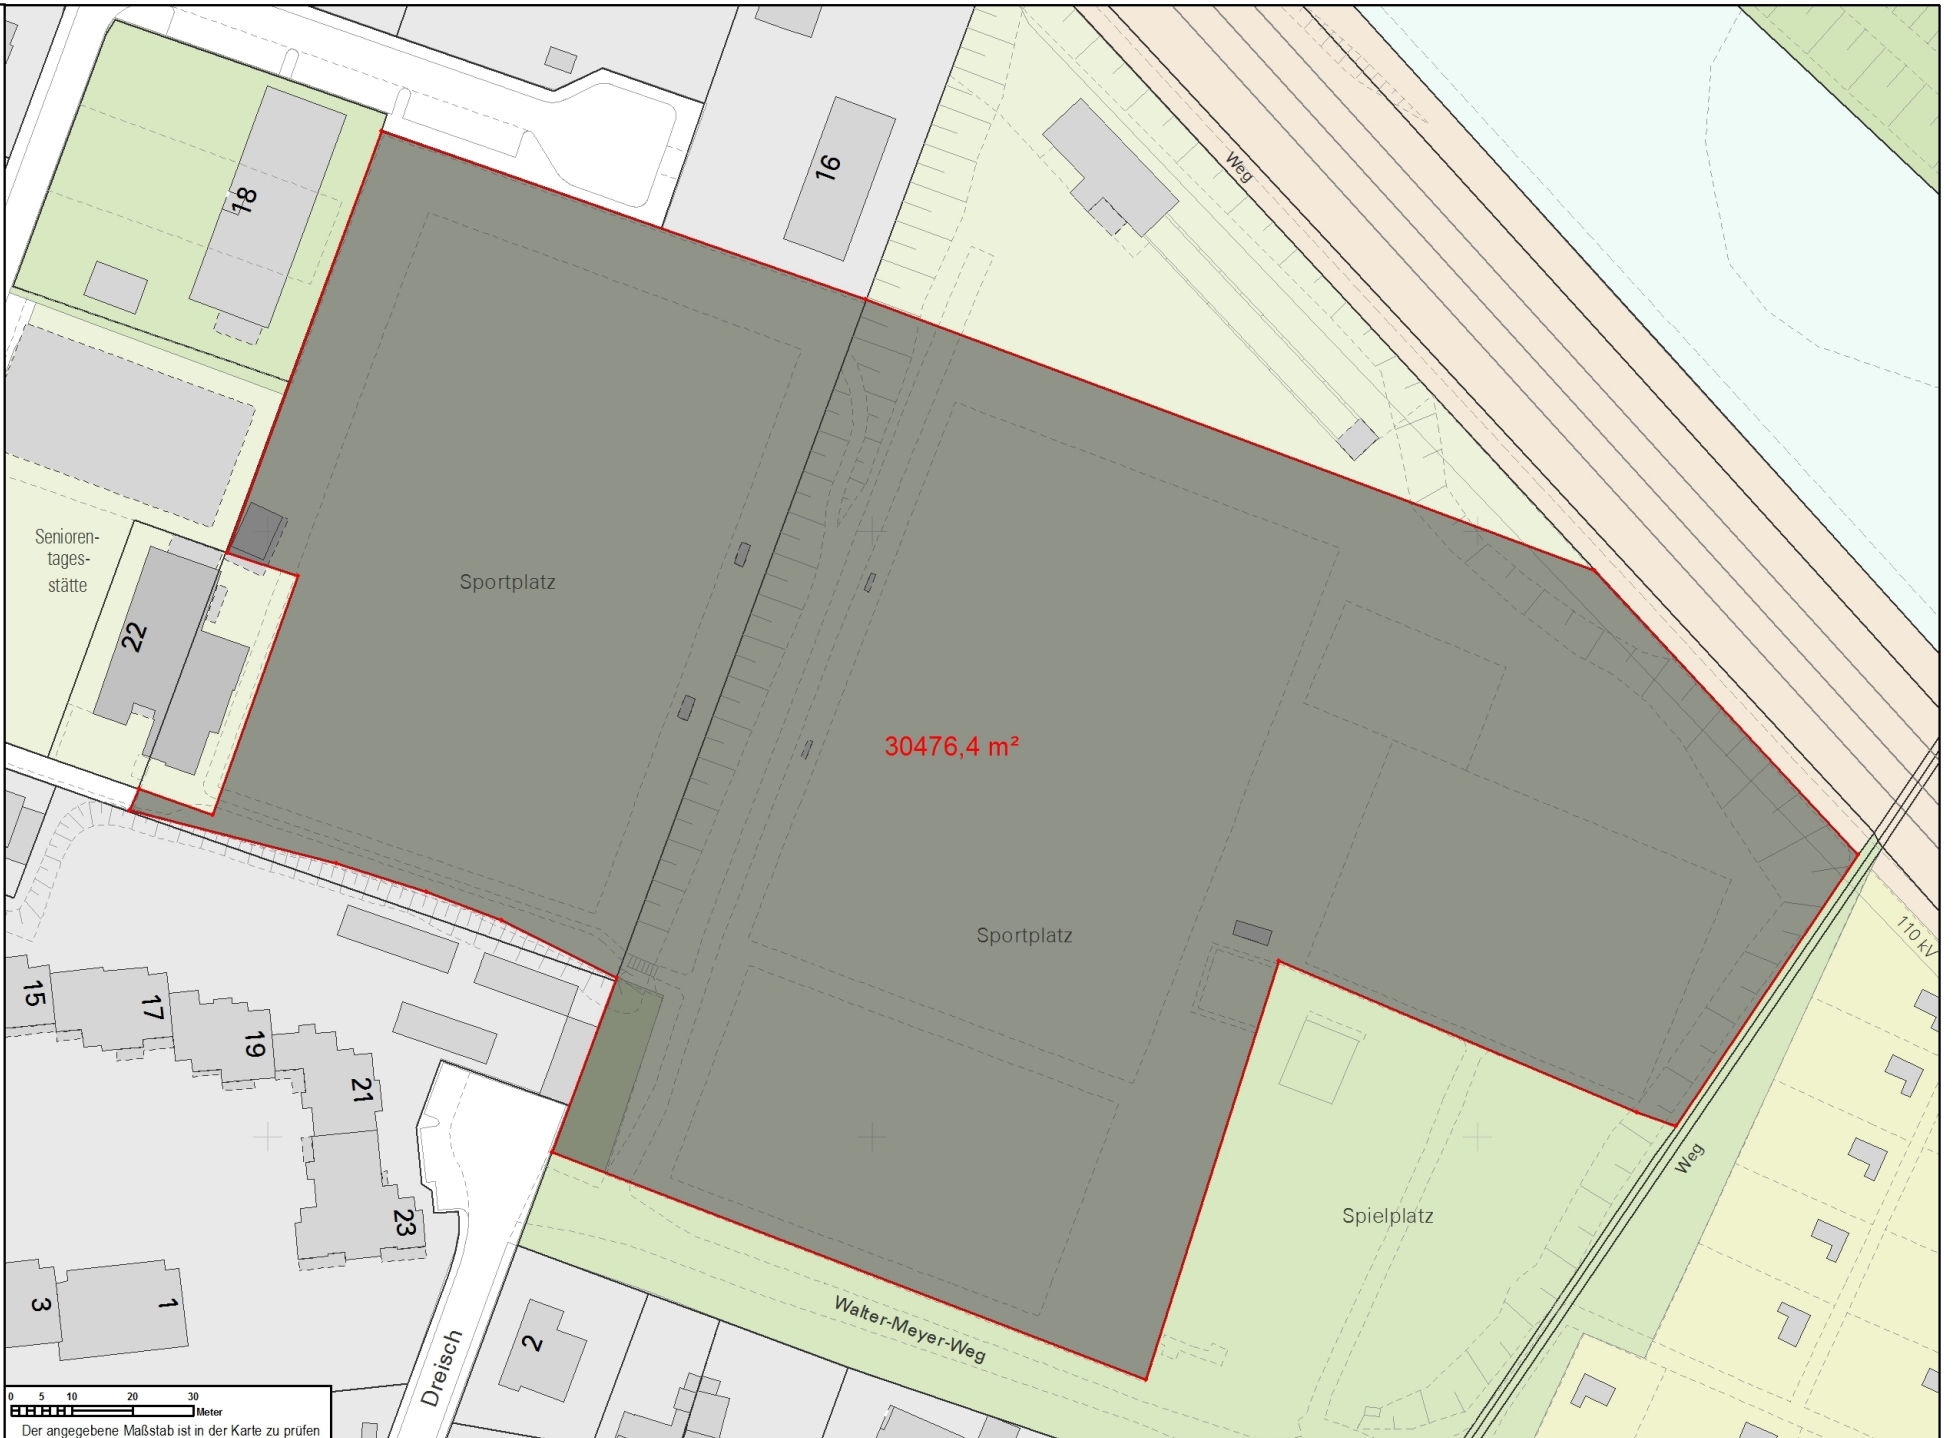 16
Weg
18
Senioren-
tages-
stätte
Sportplatz
22
30476,4 m²
Sportplatz
110 kV
15
17
19
21
23
Weg
Spielplatz
3
1
2
Walter-Meyer-Weg
Dreisch
0 5 10 20 30
Meter
Der angegebene Maßstab ist in der Karte zu prüfen